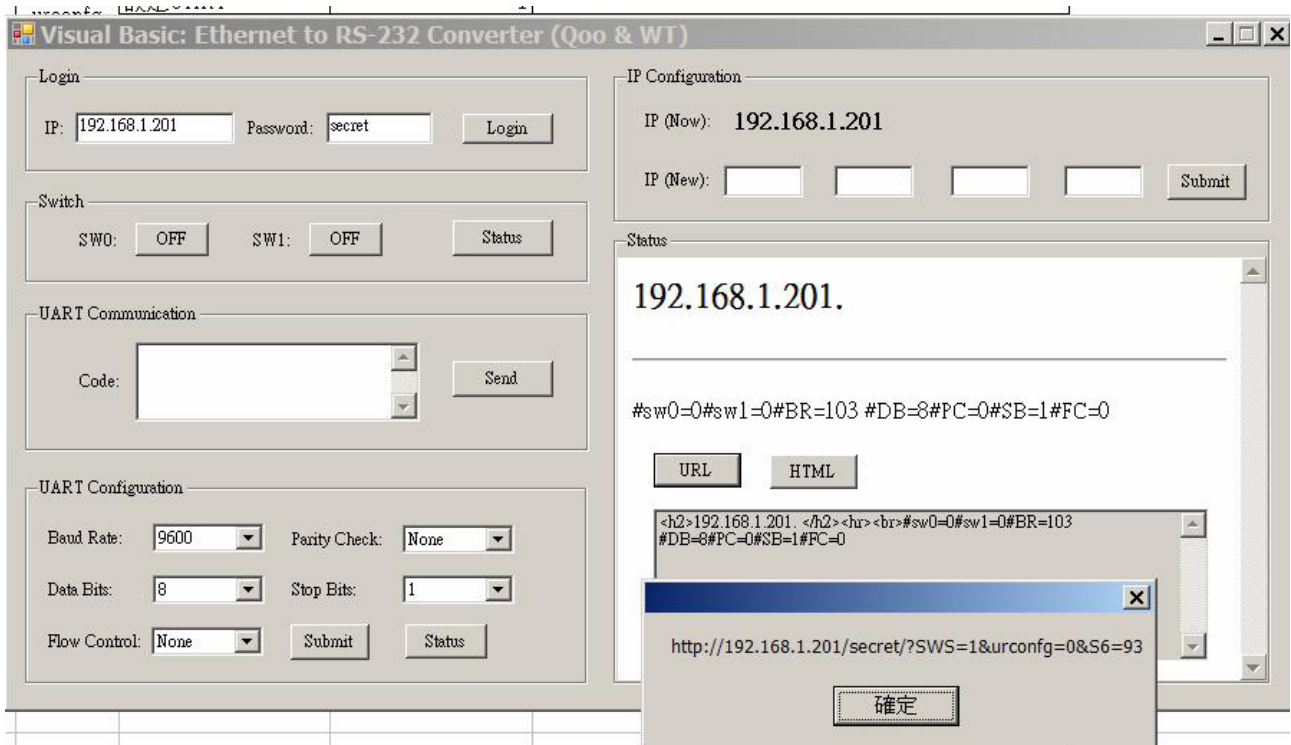 urconfg
Visual Basic: Ethernet to RS-232 Converter (Qoo & WT)
Login
IP: 192.168.1.201 Password: secret Login
Switch
SW0: OFF SW1: OFF Status
UART Communication
Code: Send
UART Configuration
Baud Rate: 9600 Parity Check: None
Data Bits: 8 Stop Bits: 1
Flow Control: None Submit Status
IP Configuration
IP (Now): 192.168.1.201
IP (New): Submit
Status
192.168.1.201.
#sw0=0#sw1=0#BR=103 #DB=8#PC=0#SB=1#FC=0
URL HTML
<h2>192.168.1.201. </h2><hr><br>#sw0=0#sw1=0#BR=103
#DB=8#PC=0#SB=1#FC=0
http://192.168.1.201/secret/?SWS=1&urconfg=0&S6=93
確定